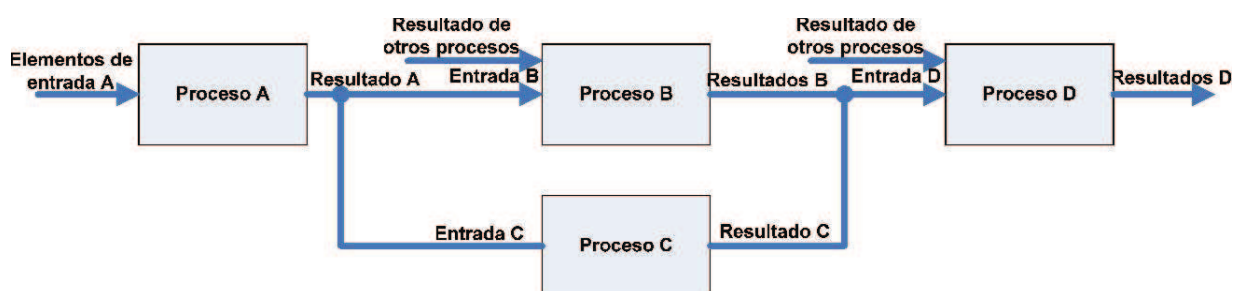 Elementos de
entrada A
Proceso A
Resultado A
Resultado de
otros procesos
Entrada B
Proceso B
Resultados B
Resultado de
otros procesos
Entrada D
Proceso D
Resultados D
Entrada C
Proceso C
Resultado C